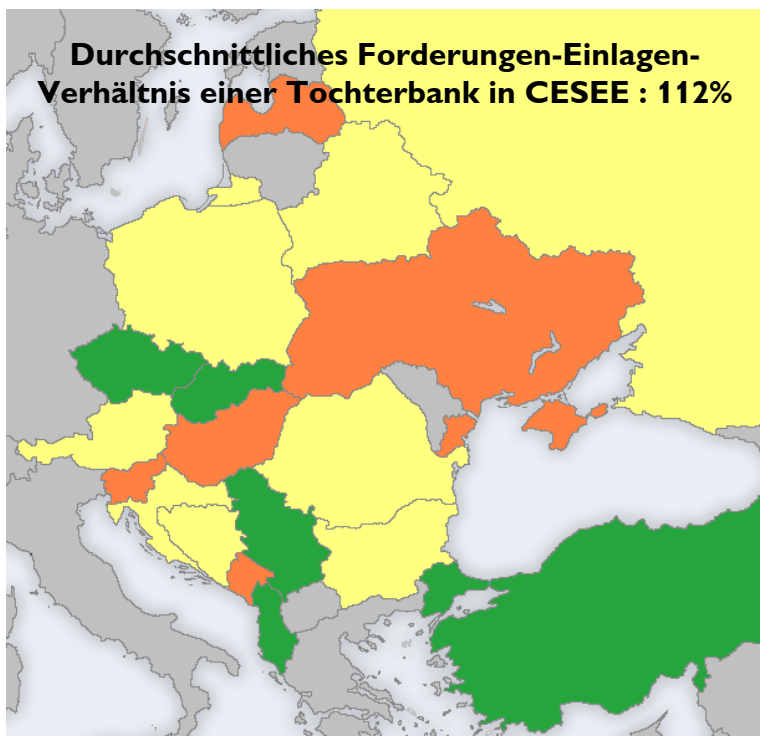 Durchschnittliches Forderungen-Einlagen-
Verhältnis einer Tochterbank in CESEE : 112%